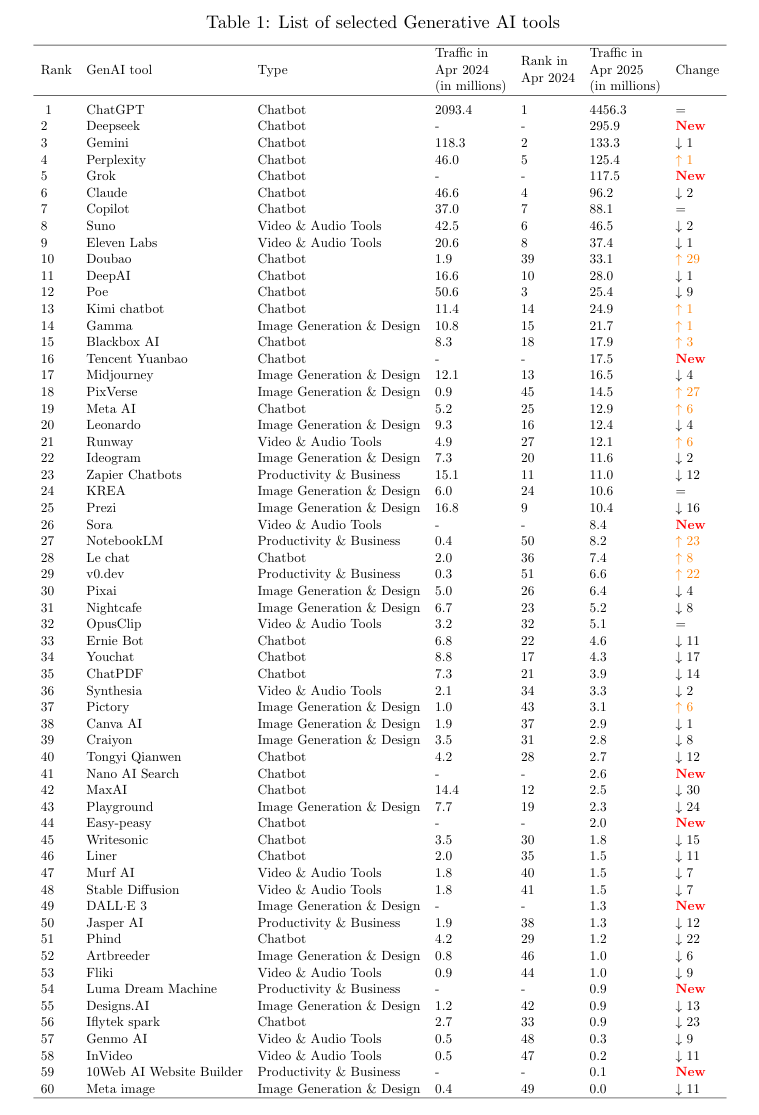 Table 1: List of selected Generative AI tools
Rank GenAI tool Type Traffic in Apr 2024 (in millions) Rank in Apr 2024 Traffic in Apr 2025 (in millions) Change
1 ChatGPT Chatbot 2093.4 1 4456.3 =
2 Deepseek Chatbot - - 295.9 New
3 Gemini Chatbot 118.3 2 133.3 ↓ 1
4 Perplexity Chatbot 46.0 5 125.4 ↑ 1
5 Grok Chatbot - - 117.5 New
6 Claude Chatbot 46.6 4 96.2 ↓ 2
7 Copilot Chatbot 37.0 7 88.1 =
8 Suno Video & Audio Tools 42.5 6 46.5 ↓ 2
9 Eleven Labs Video & Audio Tools 20.6 8 37.4 ↓ 1
10 Doubao Chatbot 1.9 39 33.1 ↑ 29
11 DeepAI Chatbot 16.6 10 28.0 ↓ 1
12 Poe Chatbot 50.6 3 25.4 ↓ 9
13 Kimi chatbot Chatbot 11.4 14 24.9 ↑ 1
14 Gamma Image Generation & Design 10.8 15 21.7 ↑ 1
15 Blackbox AI Chatbot 8.3 18 17.9 ↑ 3
16 Tencent Yuanbao Chatbot - - 17.5 New
17 Midjourney Image Generation & Design 12.1 13 16.5 ↓ 4
18 PixVerse Image Generation & Design 0.9 45 14.5 ↑ 27
19 Meta AI Chatbot 5.2 25 12.9 ↑ 6
20 Leonardo Image Generation & Design 9.3 16 12.4 ↓ 4
21 Runway Video & Audio Tools 4.9 27 12.1 ↑ 6
22 Ideogram Image Generation & Design 7.3 20 11.6 ↓ 2
23 Zapier Chatbots Productivity & Business 15.1 11 11.0 ↓ 12
24 KREA Image Generation & Design 6.0 24 10.6 =
25 Prezi Image Generation & Design 16.8 9 10.4 ↓ 16
26 Sora Video & Audio Tools - - 8.4 New
27 NotebookLM Productivity & Business 0.4 50 8.2 ↑ 23
28 Le chat Chatbot 2.0 36 7.4 ↑ 8
29 v0.dev Productivity & Business 0.3 51 6.6 ↑ 22
30 Pixai Image Generation & Design 5.0 26 6.4 ↓ 4
31 Nightcafe Image Generation & Design 6.7 23 5.2 ↓ 8
32 OpusClip Video & Audio Tools 3.2 32 5.1 =
33 Ernie Bot Chatbot 6.8 22 4.6 ↓ 11
34 Youchat Chatbot 8.8 17 4.3 ↓ 17
35 ChatPDF Chatbot 7.3 21 3.9 ↓ 14
36 Synthesia Video & Audio Tools 2.1 34 3.3 ↓ 2
37 Pictory Image Generation & Design 1.0 43 3.1 ↑ 6
38 Canva AI Image Generation & Design 1.9 37 2.9 ↓ 1
39 Craiyon Image Generation & Design 3.5 31 2.8 ↓ 8
40 Tongyi Qianwen Chatbot 4.2 28 2.7 ↓ 12
41 Nano AI Search Chatbot - - 2.6 New
42 MaxAI Chatbot 14.4 12 2.5 ↓ 30
43 Playground Image Generation & Design 7.7 19 2.3 ↓ 24
44 Easy-peasy Chatbot - - 2.0 New
45 Writesonic Chatbot 3.5 30 1.8 ↓ 15
46 Liner Chatbot 2.0 35 1.5 ↓ 11
47 Murf AI Video & Audio Tools 1.8 40 1.5 ↓ 7
48 Stable Diffusion Video & Audio Tools 1.8 41 1.5 ↓ 7
49 DALL·E 3 Image Generation & Design - - 1.3 New
50 Jasper AI Productivity & Business 1.9 38 1.3 ↓ 12
51 Phind Chatbot 4.2 29 1.2 ↓ 22
52 Artbreeder Image Generation & Design 0.8 46 1.0 ↓ 6
53 Fliki Video & Audio Tools 0.9 44 1.0 ↓ 9
54 Luma Dream Machine Productivity & Business - - 0.9 New
55 Designs.AI Image Generation & Design 1.2 42 0.9 ↓ 13
56 Iflytek spark Chatbot 2.7 33 0.9 ↓ 23
57 Genmo AI Video & Audio Tools 0.5 48 0.3 ↓ 9
58 InVideo Video & Audio Tools 0.5 47 0.2 ↓ 11
59 10Web AI Website Builder Productivity & Business - - 0.1 New
60 Meta image Image Generation & Design 0.4 49 0.0 ↓ 11